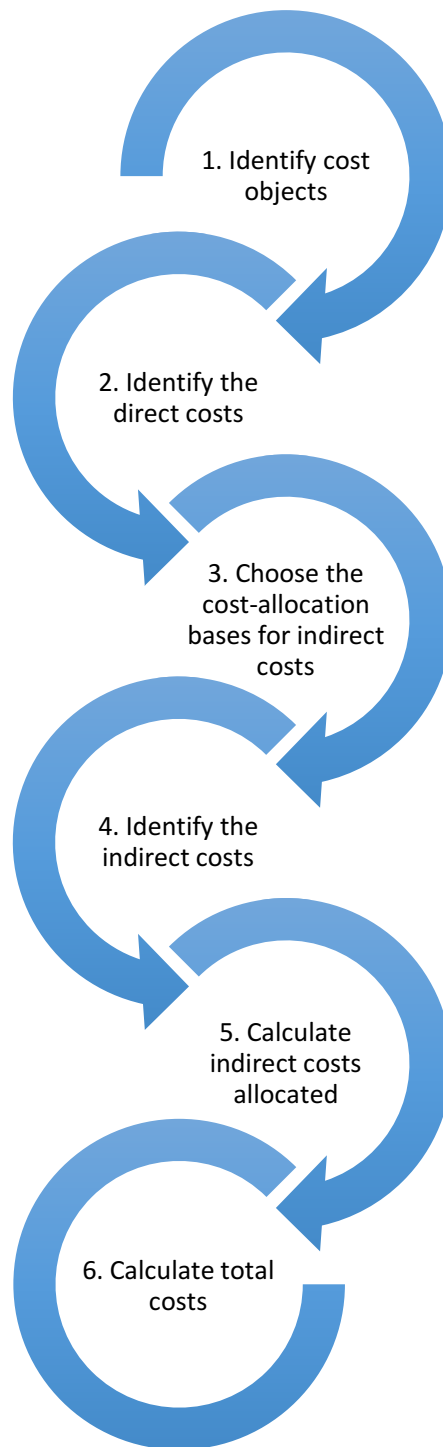 1. Identify cost
objects
2. Identify the
direct costs
3. Choose the
cost-allocation
bases for indirect
costs
4. Identify the
indirect costs
5. Calculate
indirect costs
allocated
6. Calculate total
costs